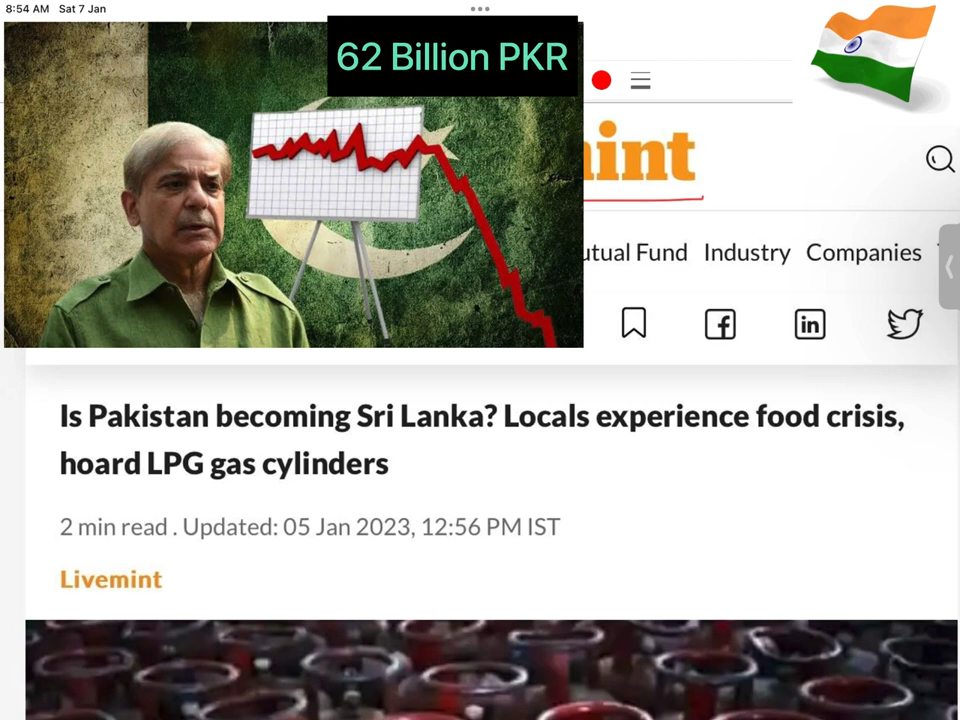 8:54 AM Sat 7 Jan
62 Billion PKR
int
utual Fund Industry Companies
Is Pakistan becoming Sri Lanka? Locals experience food crisis,
hoard LPG gas cylinders
2 min read . Updated: 05 Jan 2023, 12:56 PM IST
Livemint